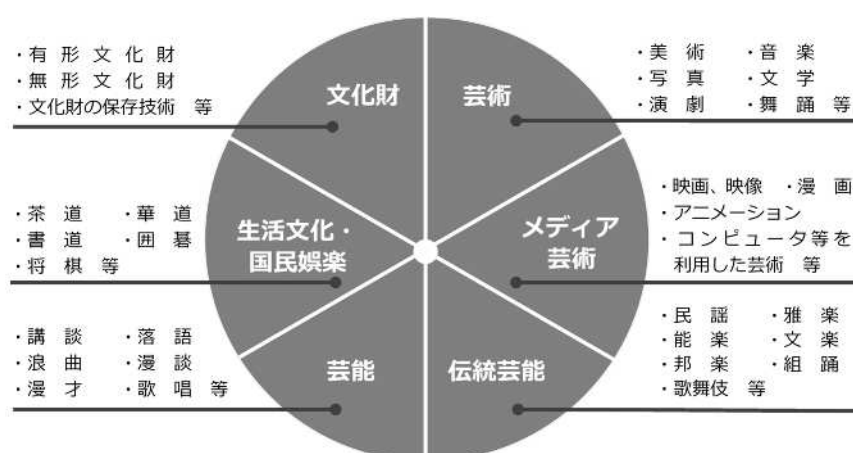 ・有形文化財
・無形文化財
・文化財の保存技術 等
文化財
芸術
・美術 ・音楽
・写真 ・文学
・演劇 ・舞踊 等
・茶道 ・華道
・書道 ・囲碁
・将棋 等
生活文化・
国民娯楽
メディア
芸術
・映画、映像 ・漫画
・アニメーション
・コンピュータ等を
利用した芸術 等
・講談 ・落語
・浪曲 ・漫談
・漫才 ・歌唱 等
芸能
伝統芸能
・民謡 ・雅楽
・能楽 ・文楽
・邦楽 ・組踊
・歌舞伎 等